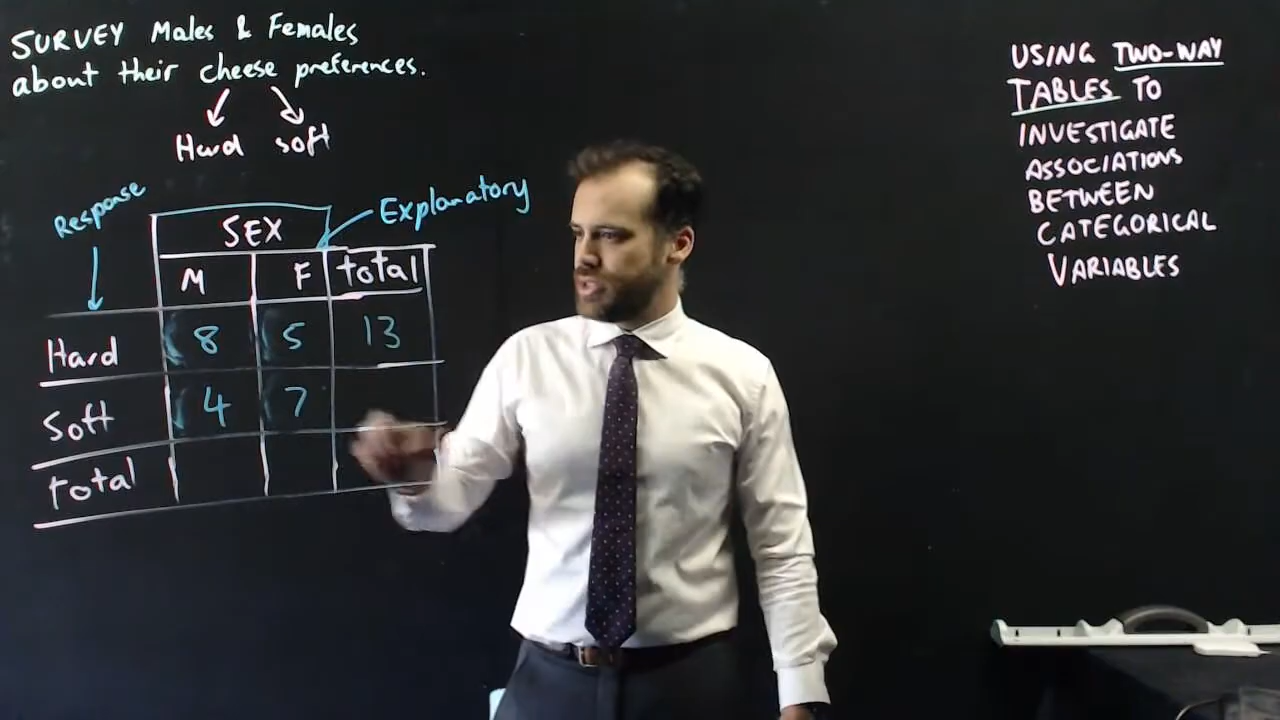 SURVEY Males & Females
about their cheese preferences.
Hard soft
Response
Explanatory
SEX
M F total
Hard 8 5 13
Soft 4 7
total
USING TWO-WAY
TABLES TO
INVESTIGATE
ASSOCIATIONS
BETWEEN
CATEGORICAL
VARIABLES